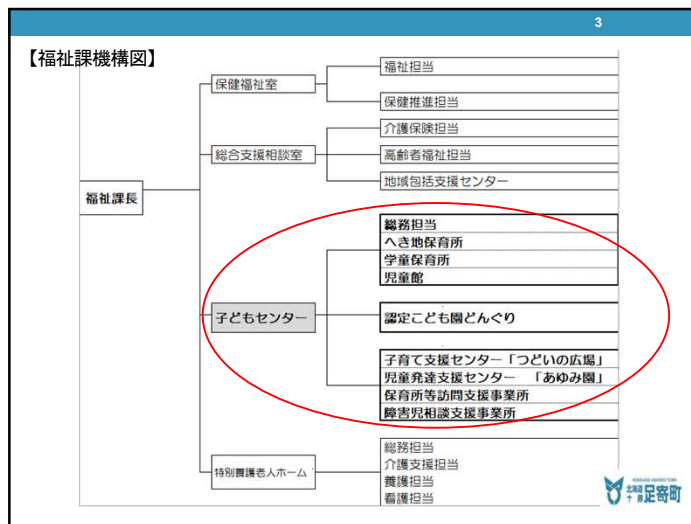 3
【福祉課機構図】
福祉課長
保健福祉室
福祉担当
保健推進担当
総合支援相談室
介護保険担当
高齢者福祉担当
地域包括支援センター
子どもセンター
総務担当
へき地保育所
学童保育所
児童館
認定こども園どんぐり
子育て支援センター「つどいの広場」
児童発達支援センター　「あゆみ園」
保育所等訪問支援事業所
障害児相談支援事業所
特別養護老人ホーム
総務担当
介護支援担当
養護担当
看護担当
北海道
十勝
足寄町